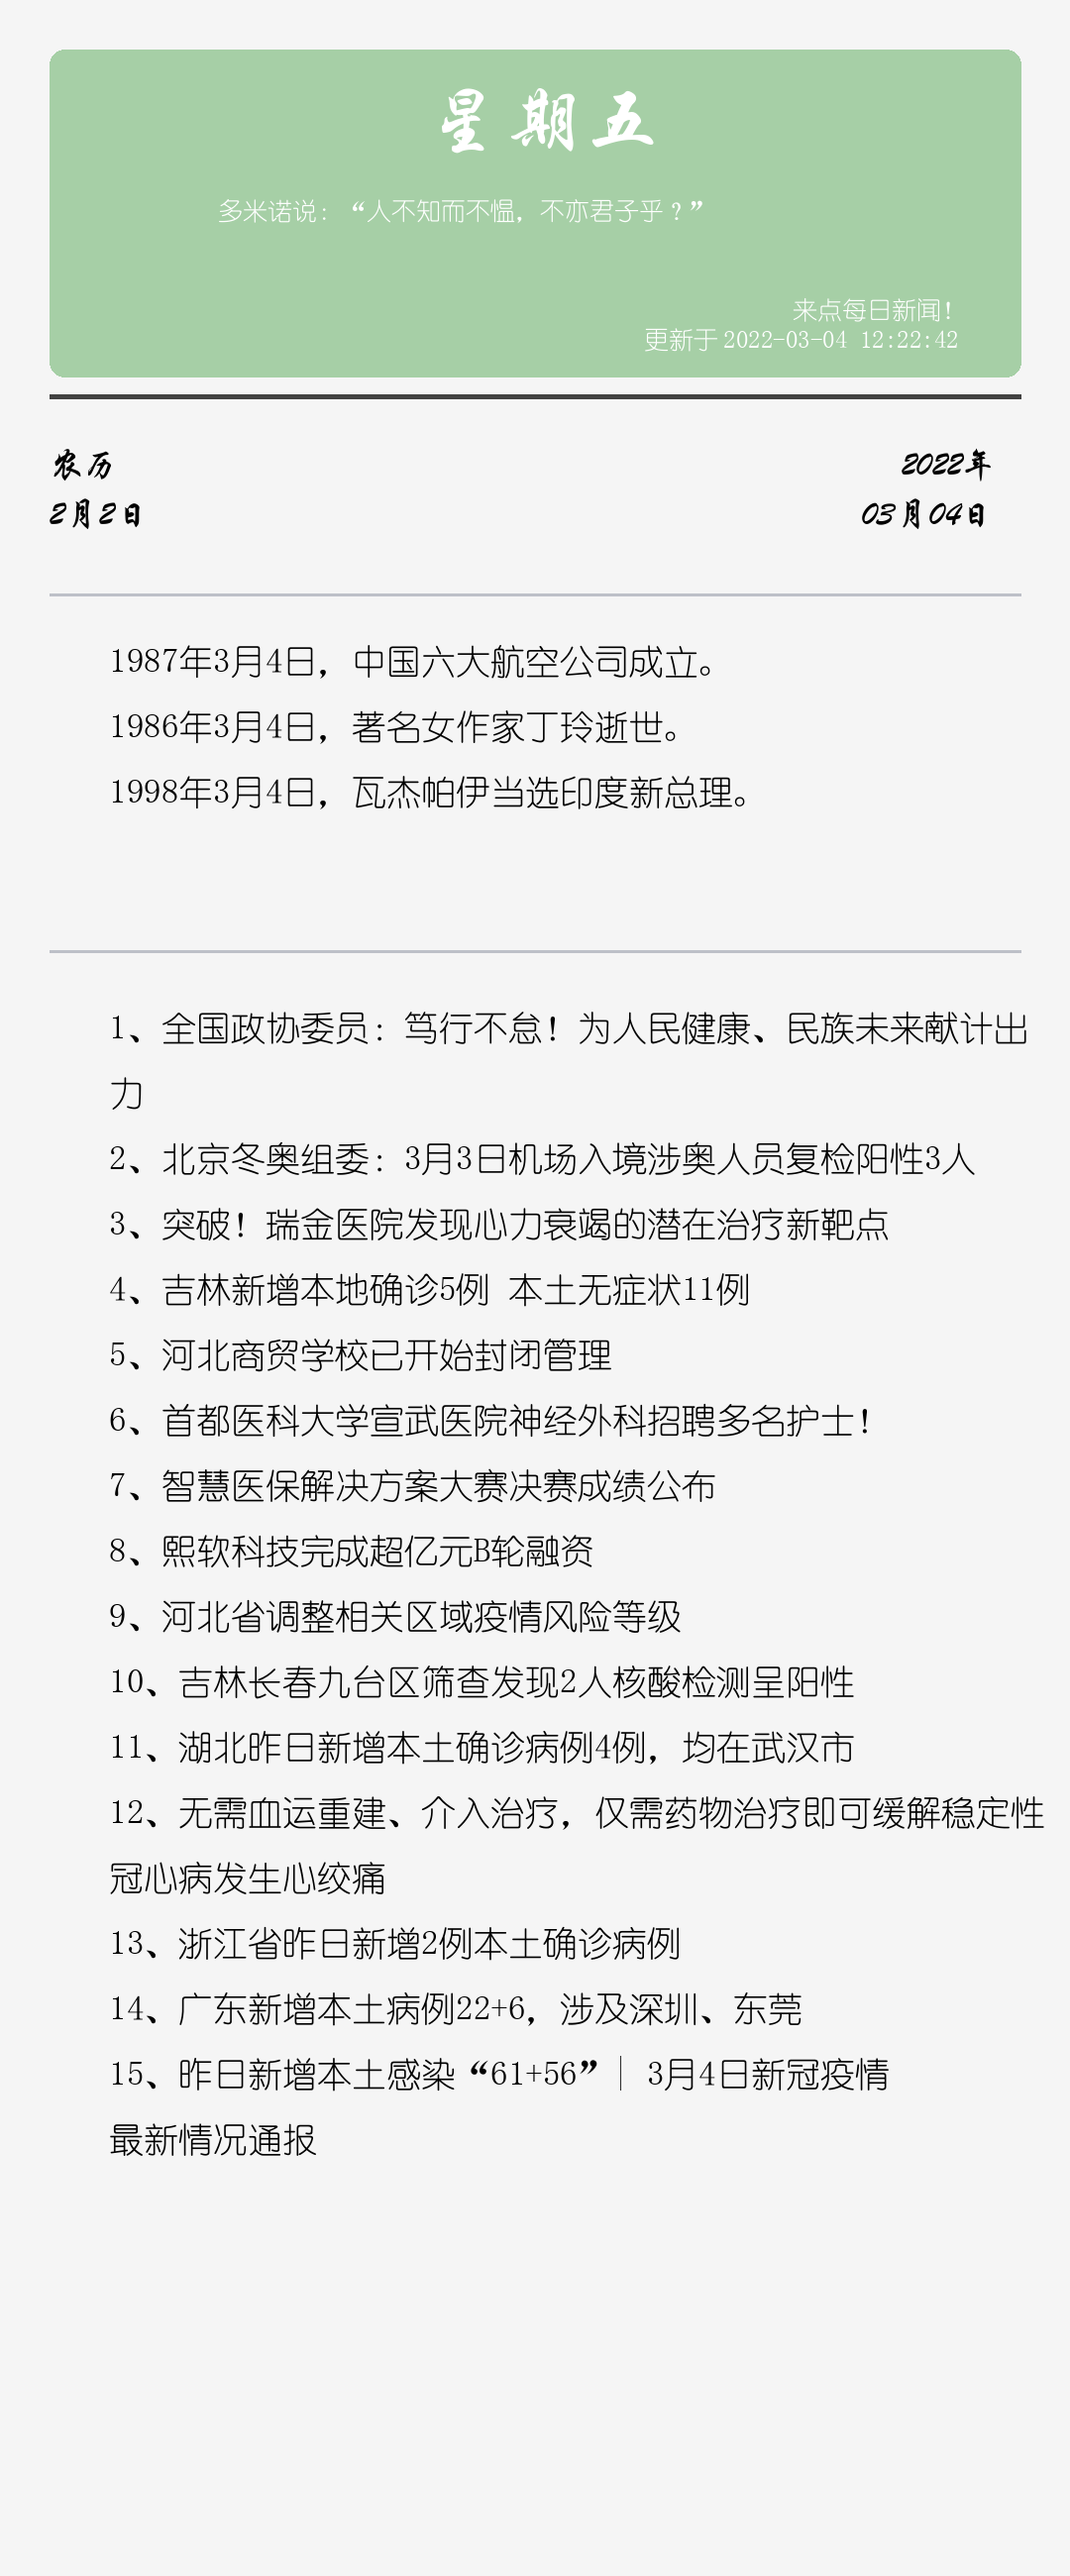 星期五
多米诺说：“人不知而不愠，不亦君子乎？”
来点每日新闻！
更新于2022-03-04 12:22:42
农历
2022年
2月2日
03月04日
1987年3月4日，中国六大航空公司成立。
1986年3月4日，著名女作家丁玲逝世。
1998年3月4日，瓦杰帕伊当选印度新总理。
1、全国政协委员：笃行不怠！为人民健康、民族未来献计出
力
2、北京冬奥组委：3月3日机场入境涉奥人员复检阳性3人
3、突破！瑞金医院发现心力衰竭的潜在治疗新靶点
4、吉林新增本地确诊5例 本土无症状11例
5、河北商贸学校已开始封闭管理
6、首都医科大学宣武医院神经外科招聘多名护士！
7、智慧医保解决方案大赛决赛成绩公布
8、熙软科技完成超亿元B轮融资
9、河北省调整相关区域疫情风险等级
10、吉林长春九台区筛查发现2人核酸检测呈阳性
11、湖北昨日新增本土确诊病例4例，均在武汉市
12、无需血运重建、介入治疗，仅需药物治疗即可缓解稳定性
冠心病发生心绞痛
13、浙江省昨日新增2例本土确诊病例
14、广东新增本土病例22+6，涉及深圳、东莞
15、昨日新增本土感染“61+56”｜ 3月4日新冠疫情
最新情况通报